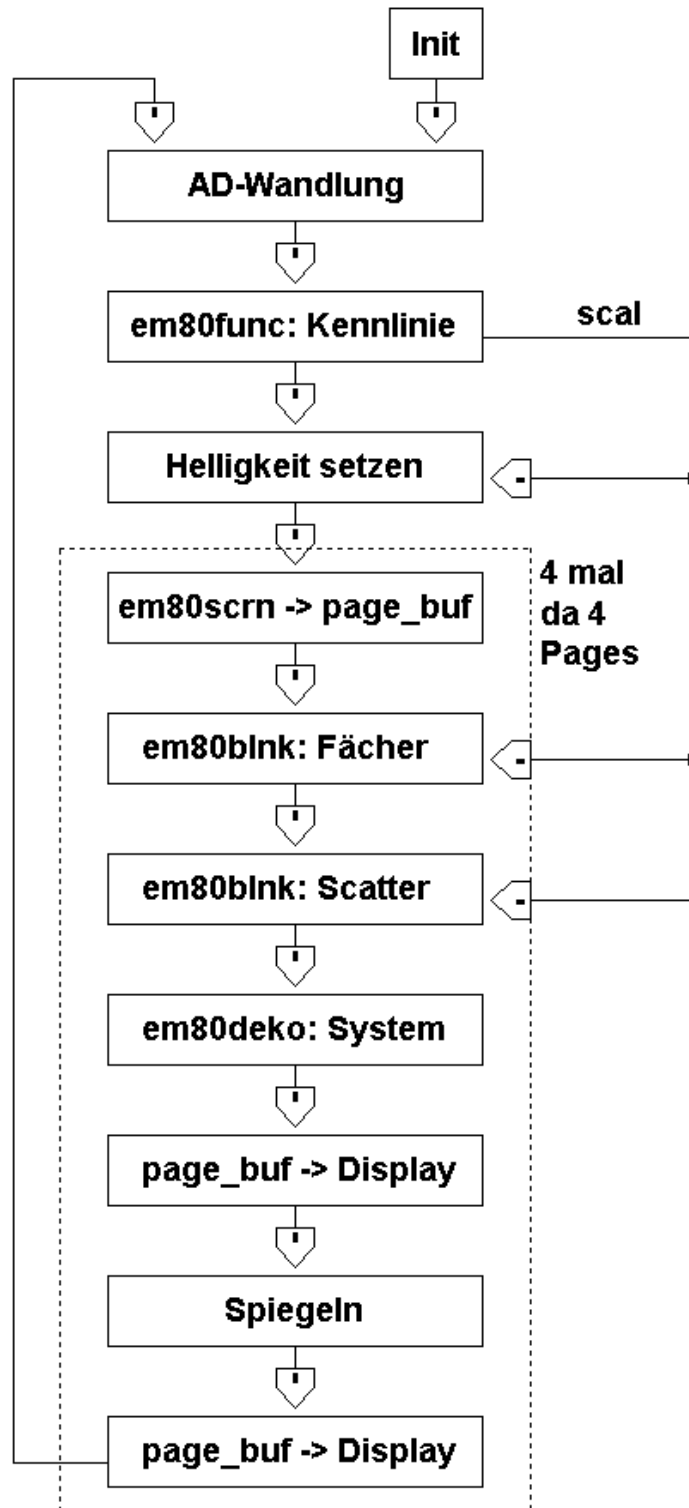 Init
AD-Wandlung
em80func: Kennlinie
scal
Helligkeit setzen
4 mal
da 4
Pages
em80scrn -> page_buf
em80blnk: Fächer
em80blnk: Scatter
em80deko: System
page_buf -> Display
Spiegeln
page_buf -> Display